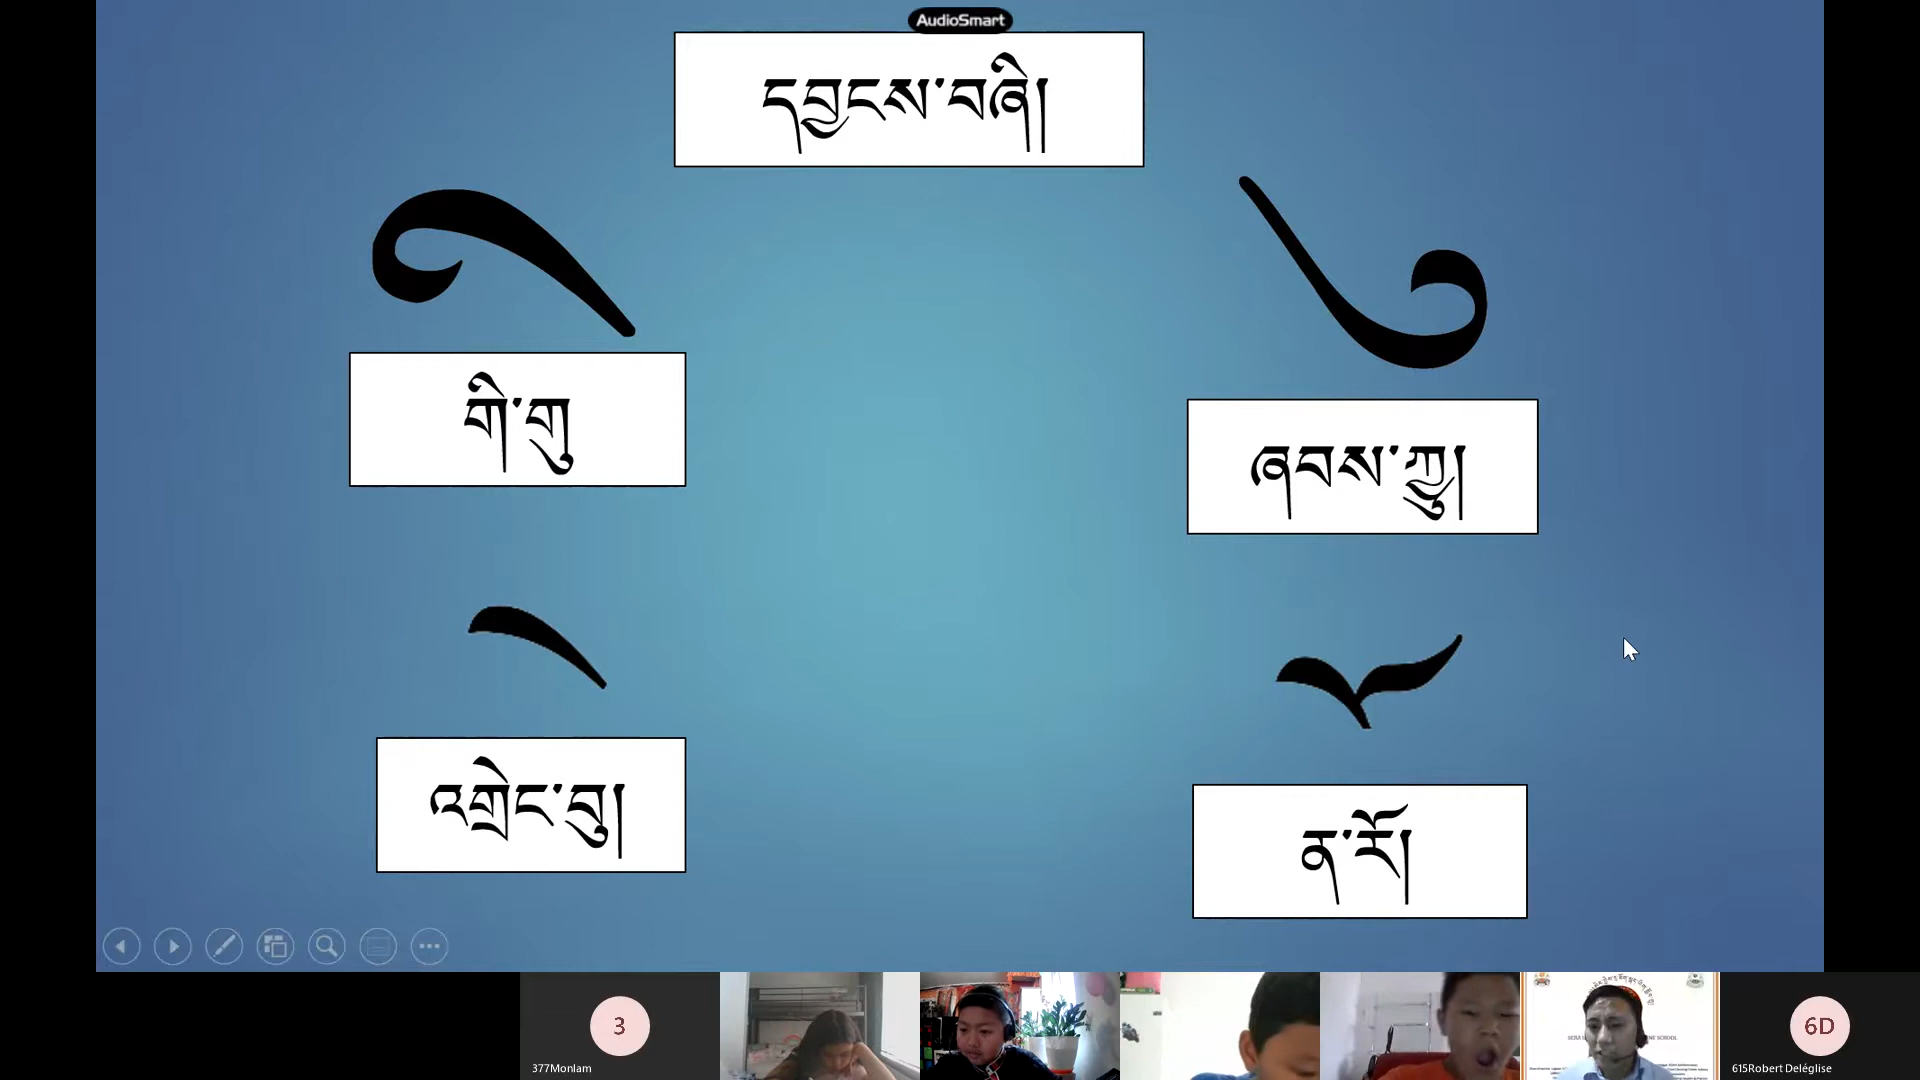 AudioSmart
དབྱངས་བཞི།
གི་གུ
ཞབས་ཀྱུ།
འགྲེང་བུ།
ན་རོ།
3
377Monlam
6D
615Robert Deléglise